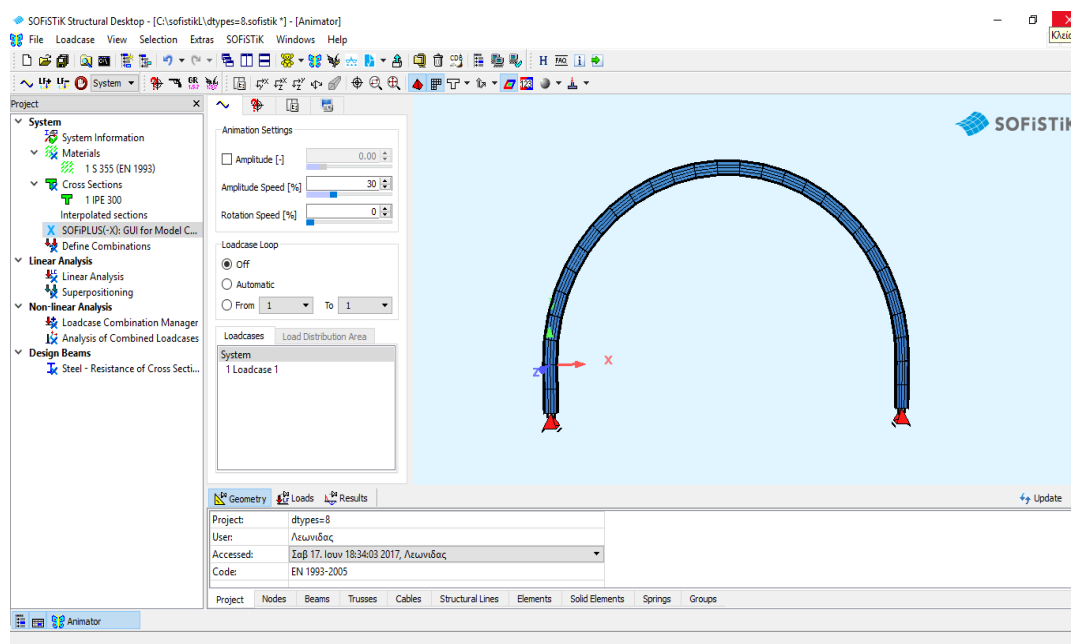 SOFiSTiK Structural Desktop - [C:\sofistikL\dtypes=8.sofistik *] - [Animator]
File Loadcase View Selection Extras SOFiSTiK Windows Help
System
Project
System
System Information
Materials
1 S 355 (EN 1993)
Cross Sections
1 IPE 300
Interpolated sections
SOFiPLUS(-X): GUI for Model C...
Define Combinations
Linear Analysis
Linear Analysis
Superpositioning
Non-linear Analysis
Loadcase Combination Manager
Analysis of Combined Loadcases
Design Beams
Steel - Resistance of Cross Secti...
Animation Settings
Amplitude [-] 0.00
Amplitude Speed [%] 30
Rotation Speed [%] 0
Loadcase Loop
Off
Automatic
From 1 To 1
Loadcases Load Distribution Area
System
1 Loadcase 1
SOFiSTiK
X
Z
Geometry Loads Results
Update
Project: dtypes=8
User: Λεωνιδας
Accessed: Σαβ 17. Ιουν 18:34:03 2017, Λεωνιδας
Code: EN 1993-2005
Project Nodes Beams Trusses Cables Structural Lines Elements Solid Elements Springs Groups
Animator